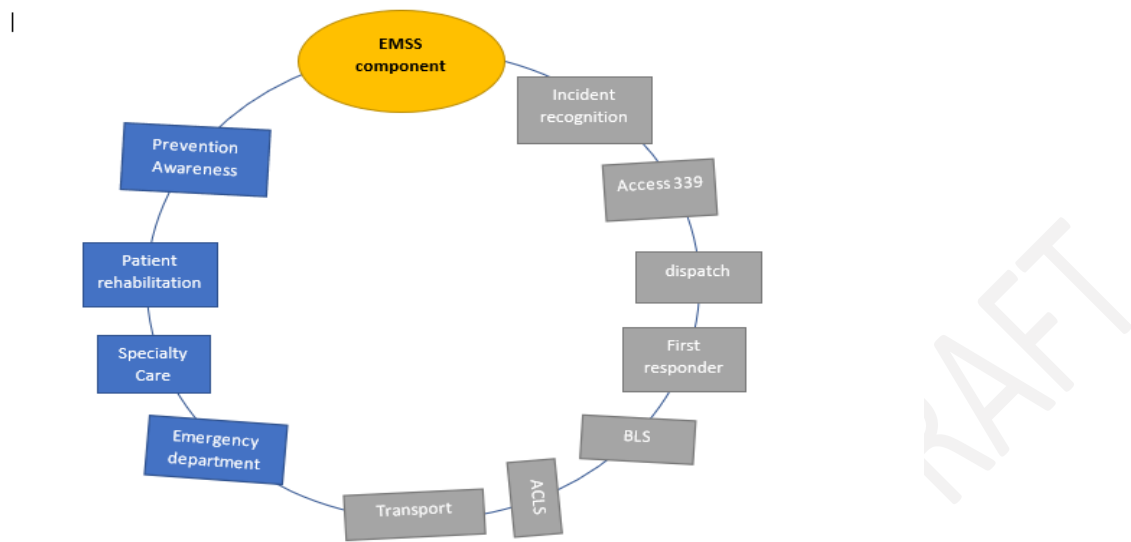 EMSS
component
Incident
recognition
Access 339
dispatch
First
responder
BLS
ACLS
Transport
Emergency
department
Specialty
Care
Patient
rehabilitation
Prevention
Awareness
RAFT